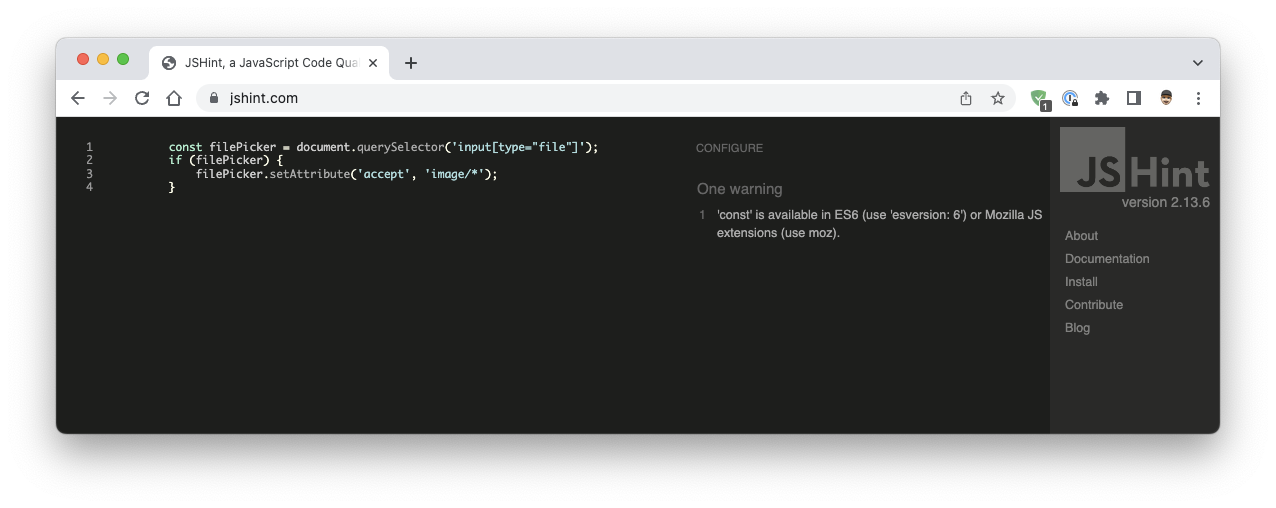 JSHint, a JavaScript Code Qua
jshint.com
1
1 const filePicker = document.querySelector('input[type="file"]');
2 if (filePicker) {
3 filePicker.setAttribute('accept', 'image/*');
4 }
CONFIGURE
One warning
1 'const' is available in ES6 (use 'esversion: 6') or Mozilla JS
extensions (use moz).
JSHint
version 2.13.6
About
Documentation
Install
Contribute
Blog